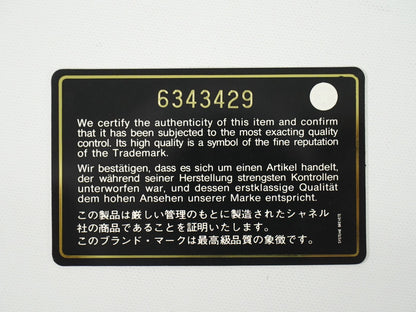 6343429
We certify the authenticity of this item and confirm
that it has been subjected to the most exacting quality
control. Its high quality is a symbol of the fine reputation
of the Trademark.
Wir bestätigen, dass es sich um einen Artikel handelt,
der während seiner Herstellung strengsten Kontrollen
unterworfen war, und dessen erstklassige Qualität
dem hohen Ansehen unserer Marke entspricht.
この製品は厳しい管理のもとに製造されたシャネル
社の商品であることを証明いたします。
このブランド・マークは最高級品質の象徴です。
SYSTEME BREVETE